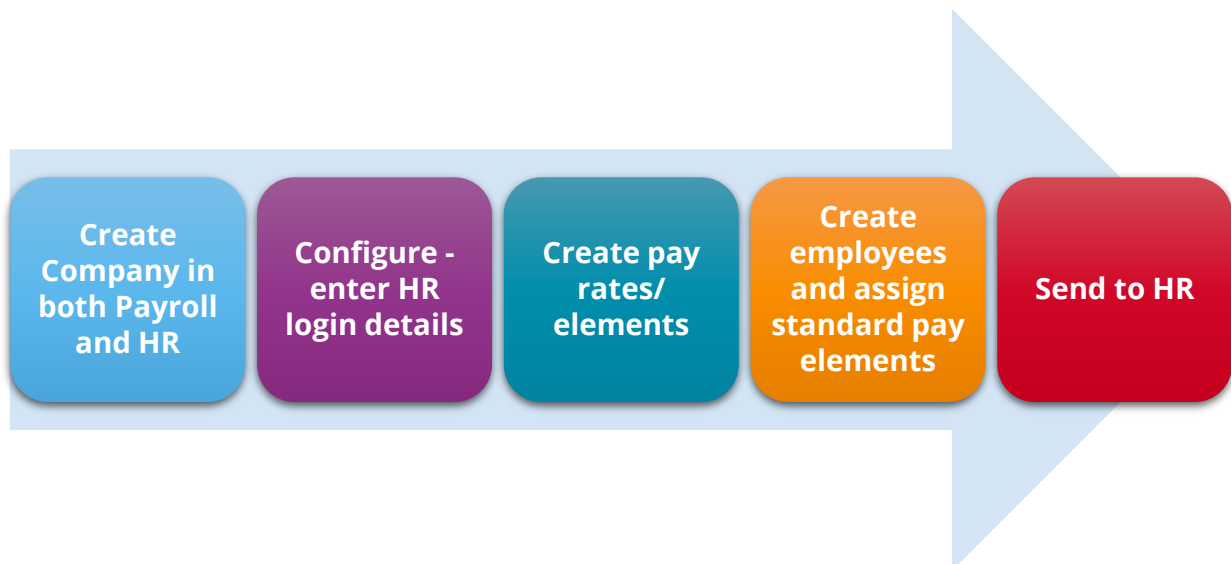 Create
Company in
both Payroll
and HR
Configure -
enter HR
login details
Create pay
rates/
elements
Create
employees
and assign
standard pay
elements
Send to HR